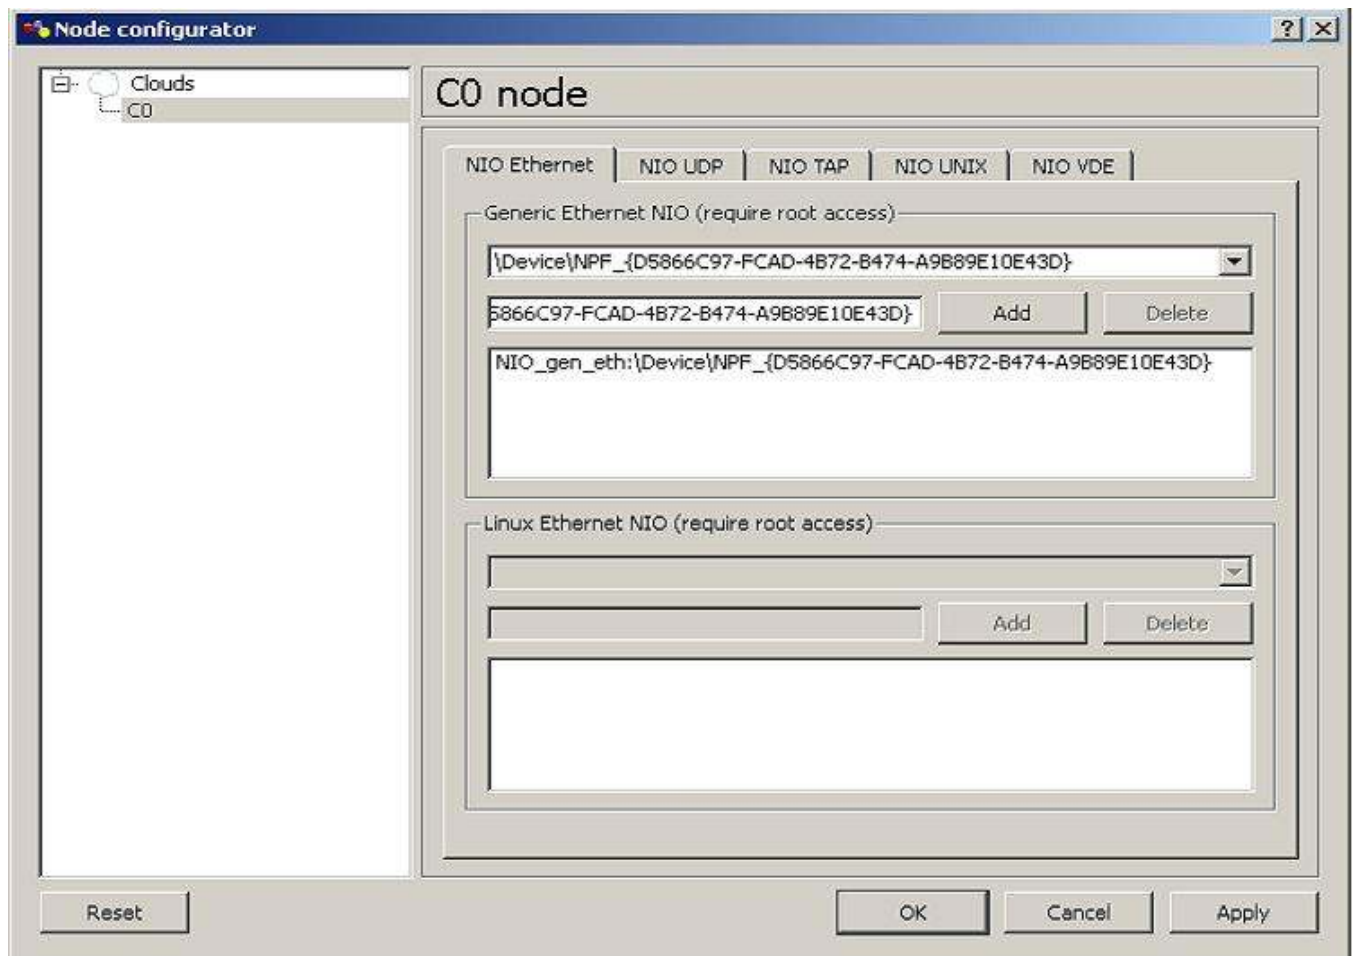 Node configurator
Clouds
C0
C0 node
NIO Ethernet NIO UDP NIO TAP NIO UNIX NIO VDE
Generic Ethernet NIO (require root access)
\Device\NPF_{D5866C97-FCAD-4B72-B474-A9B89E10E43D}
5866C97-FCAD-4B72-B474-A9B89E10E43D} Add Delete
NIO_gen_eth:\Device\NPF_{D5866C97-FCAD-4B72-B474-A9B89E10E43D}
Linux Ethernet NIO (require root access)
Add Delete
Reset OK Cancel Apply